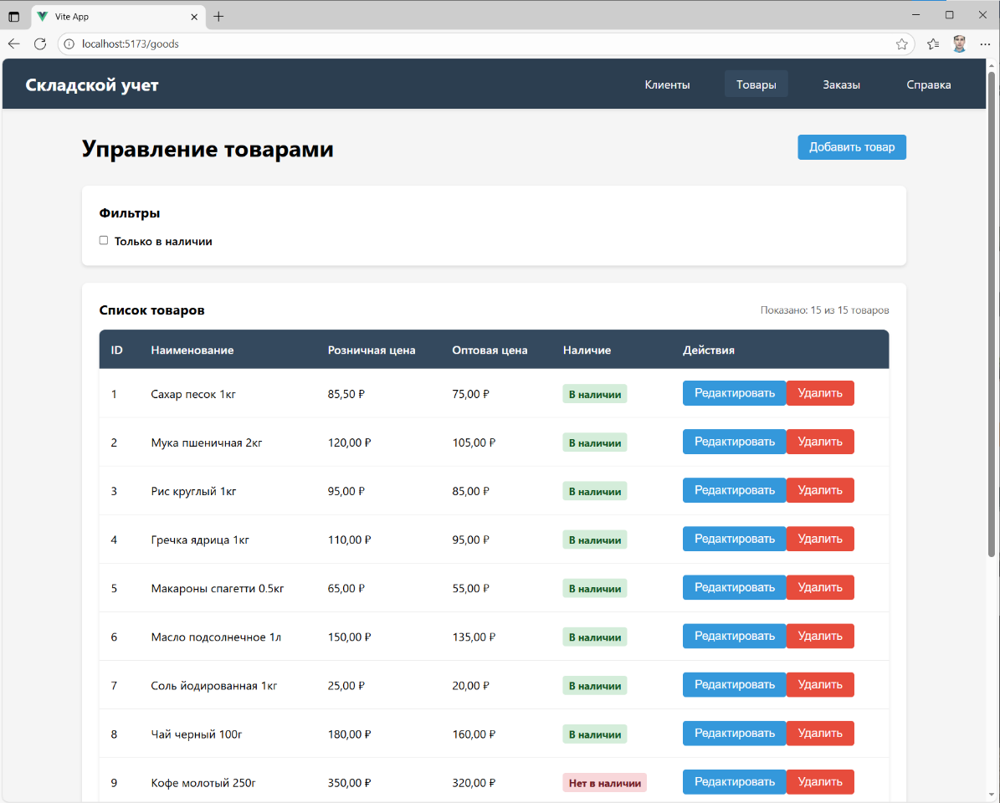 Vite App
localhost:5173/goods
Складской учет Клиенты Товары Заказы Справка
Управление товарами Добавить товар
Фильтры
Только в наличии
Список товаров Показано: 15 из 15 товаров
ID Наименование Розничная цена Оптовая цена Наличие Действия
1 Сахар песок 1кг 85,50 ₽ 75,00 ₽ В наличии Редактировать Удалить
2 Мука пшеничная 2кг 120,00 ₽ 105,00 ₽ В наличии Редактировать Удалить
3 Рис круглый 1кг 95,00 ₽ 85,00 ₽ В наличии Редактировать Удалить
4 Гречка ядрица 1кг 110,00 ₽ 95,00 ₽ В наличии Редактировать Удалить
5 Макароны спагетти 0.5кг 65,00 ₽ 55,00 ₽ В наличии Редактировать Удалить
6 Масло подсолнечное 1л 150,00 ₽ 135,00 ₽ В наличии Редактировать Удалить
7 Соль йодированная 1кг 25,00 ₽ 20,00 ₽ В наличии Редактировать Удалить
8 Чай черный 100г 180,00 ₽ 160,00 ₽ В наличии Редактировать Удалить
9 Кофе молотый 250г 350,00 ₽ 320,00 ₽ Нет в наличии Редактировать Удалить